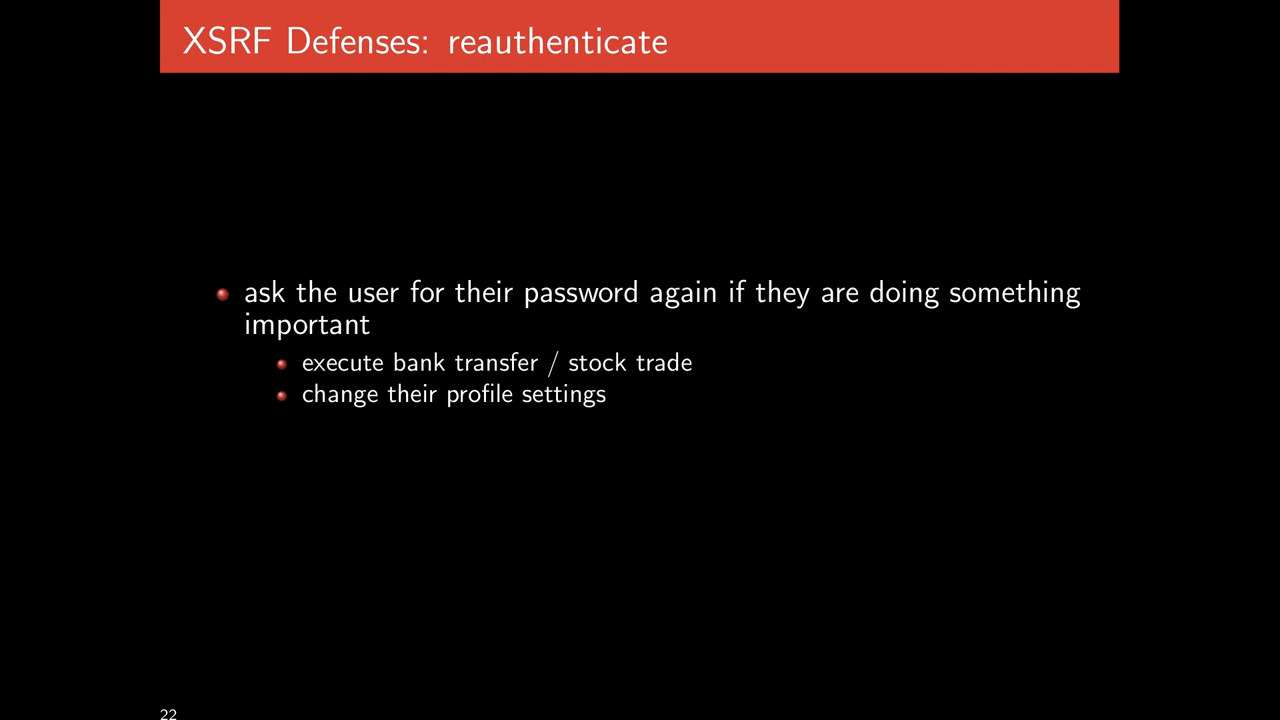 XSRF Defenses: reauthenticate
ask the user for their password again if they are doing something
important
execute bank transfer / stock trade
change their profile settings
22